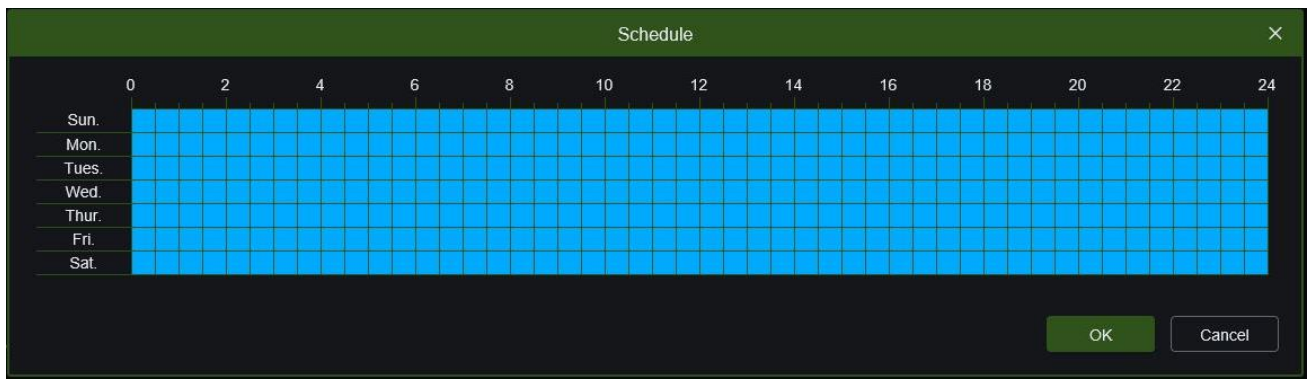 Schedule
0 2 4 6 8 10 12 14 16 18 20 22 24
Sun.
Mon.
Tues.
Wed.
Thur.
Fri.
Sat.
OK Cancel